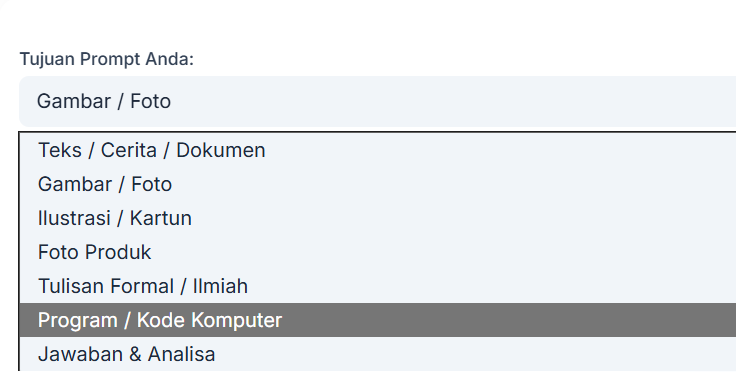 Tujuan Prompt Anda:
Gambar / Foto
Teks / Cerita / Dokumen
Gambar / Foto
Ilustrasi / Kartun
Foto Produk
Tulisan Formal / Ilmiah
Program / Kode Komputer
Jawaban & Analisa